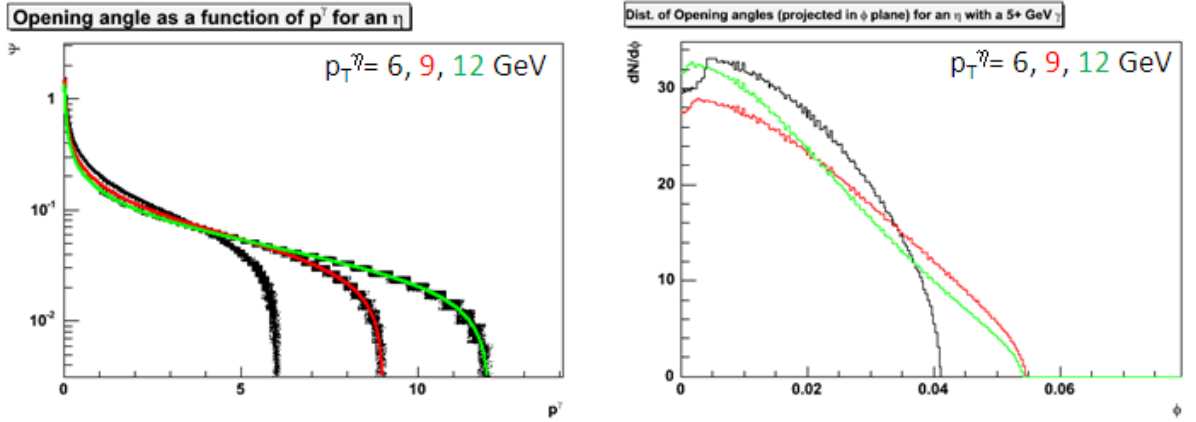 Opening angle as a function of pᵞ for an η
Ψ
p_T^η= 6, 9, 12 GeV
1
10⁻¹
10⁻²
0
5
10
pᵞ
Dist. of Opening angles (projected in ϕ plane) for an η with a 5+ GeV γ
dN/dϕ
p_T^η= 6, 9, 12 GeV
30
20
10
0
0
0.02
0.04
0.06
ϕ